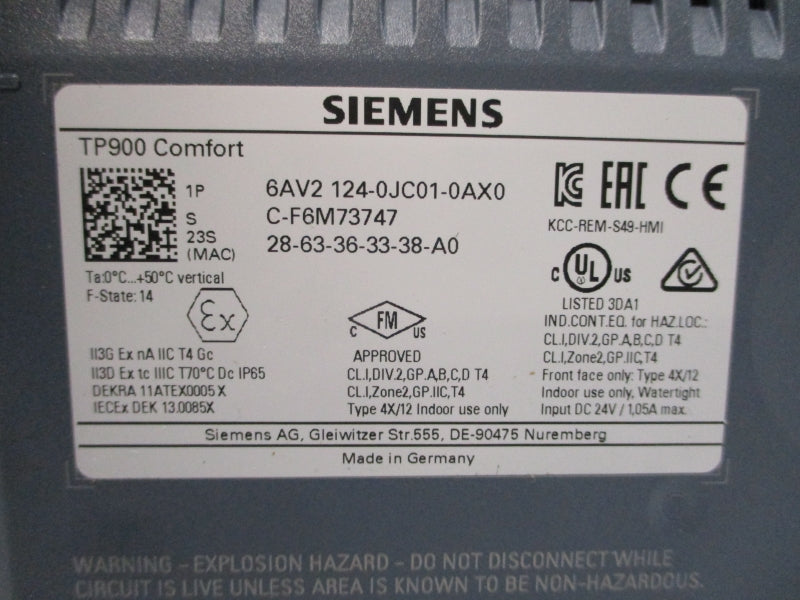 SIEMENS
TP900 Comfort
1P 6AV2 124-0JC01-0AX0
S C-F6M73747
23S (MAC) 28-63-36-33-38-A0
EAC CE
KCC-REM-S49-HMI
C UL US
LISTED 3DA1
IND.CONT.EQ. for HAZ.LOC.:
CL.I,DIV.2,GP.A,B,C,D T4
CL.I,Zone2,GP.IIC,T4
Front face only: Type 4X/12
Indoor use only, Watertight
Input DC 24V / 1,05A max.
Ta:0°C...+50°C vertical
F-State: 14
Ex
II3G Ex nA IIC T4 Gc
II3D Ex tc IIIC T70°C Dc IP65
DEKRA 11ATEX0005 X
IECEx DEK 13.0085X
C FM US
APPROVED
CL.I,DIV.2,GP.A,B,C,D T4
CL.I,Zone2,GP.IIC,T4
Type 4X/12 Indoor use only
Siemens AG, Gleiwitzer Str.555, DE-90475 Nuremberg
Made in Germany
WARNING - EXPLOSION HAZARD - DO NOT DISCONNECT WHILE
CIRCUIT IS LIVE UNLESS AREA IS KNOWN TO BE NON-HAZARDOUS.